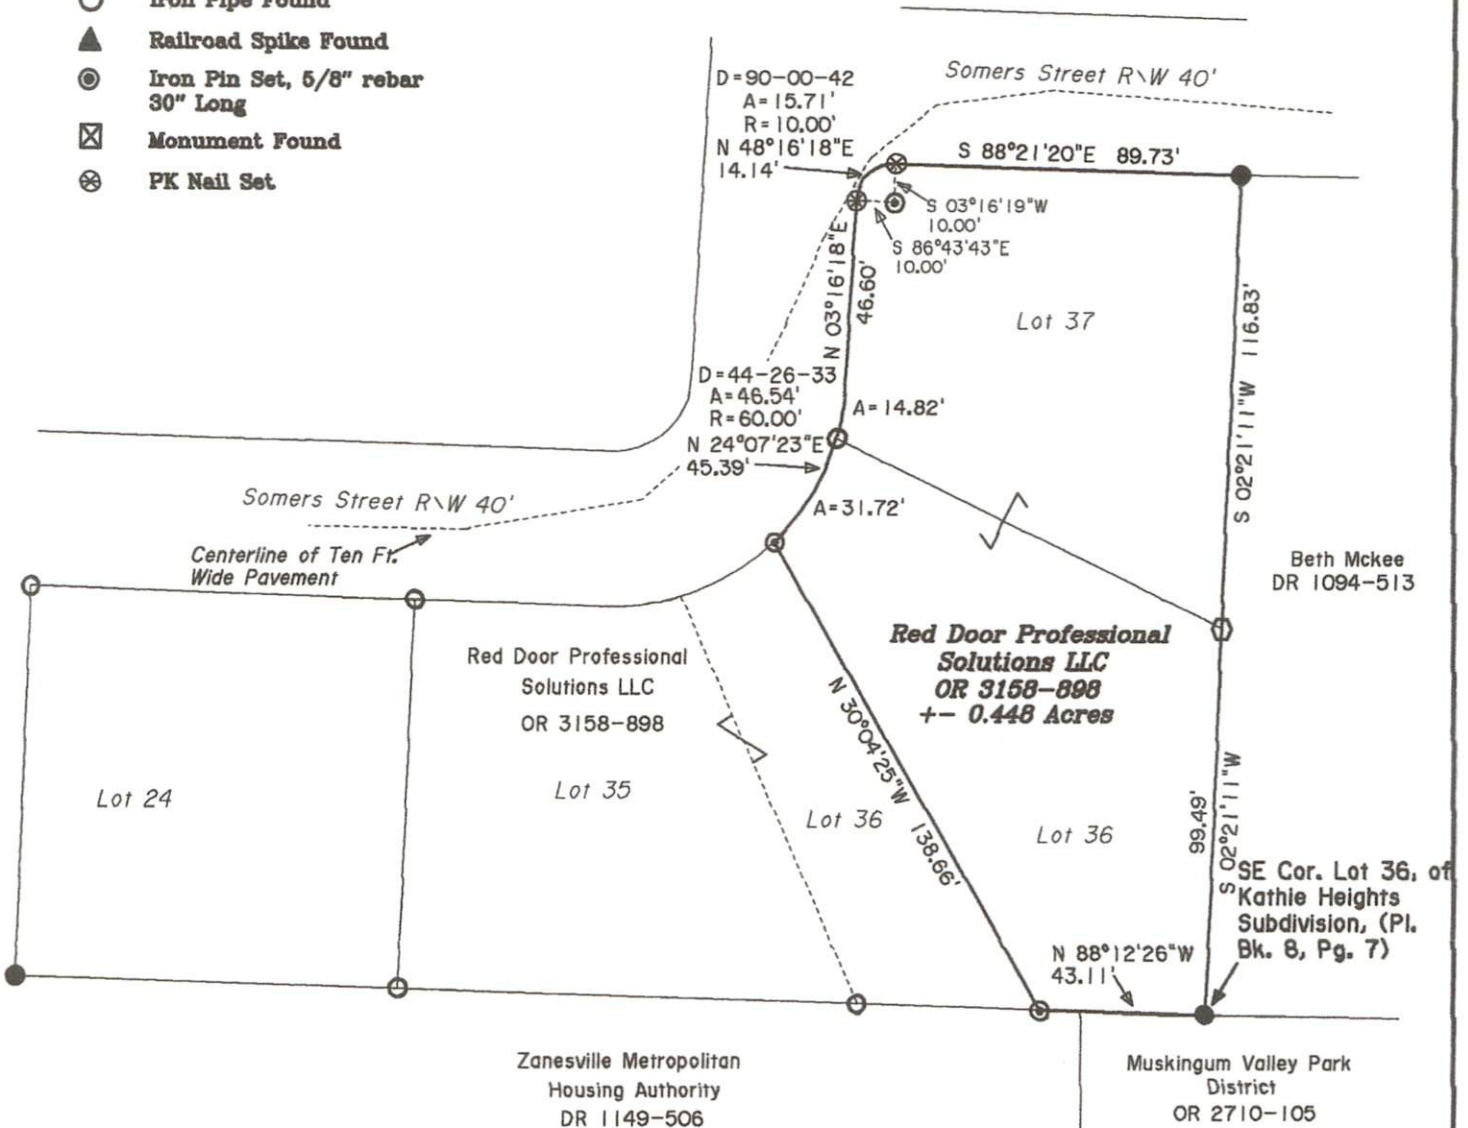 Iron Pipe Found
Railroad Spike Found
Iron Pin Set, 5/8" rebar
30" Long
Monument Found
PK Nail Set
D=90-00-42
A=15.71'
R=10.00'
N 48°16'18"E
14.14'
Somers Street R\W 40'
S 88°21'20"E 89.73'
S 03°16'19"W
10.00'
S 86°43'43"E
10.00'
N 03°16'18"E
46.60'
Lot 37
S 02°21'11"W 116.83'
D=44-26-33
A=46.54'
R=60.00'
N 24°07'23"E
45.39'
A=14.82'
A=31.72'
Somers Street R\W 40'
Centerline of Ten Ft.
Wide Pavement
Beth Mckee
DR 1094-513
Red Door Professional
Solutions LLC
OR 3158-898
+- 0.448 Acres
Red Door Professional
Solutions LLC
OR 3158-898
N 30°04'25"W 138.66'
Lot 24
Lot 35
Lot 36
Lot 36
99.49'
S 02°21'11"W
SE Cor. Lot 36, of
Kathie Heights
Subdivision, (Pl.
Bk. 8, Pg. 7)
N 88°12'26"W
43.11'
Zanesville Metropolitan
Housing Authority
DR 1149-506
Muskingum Valley Park
District
OR 2710-105